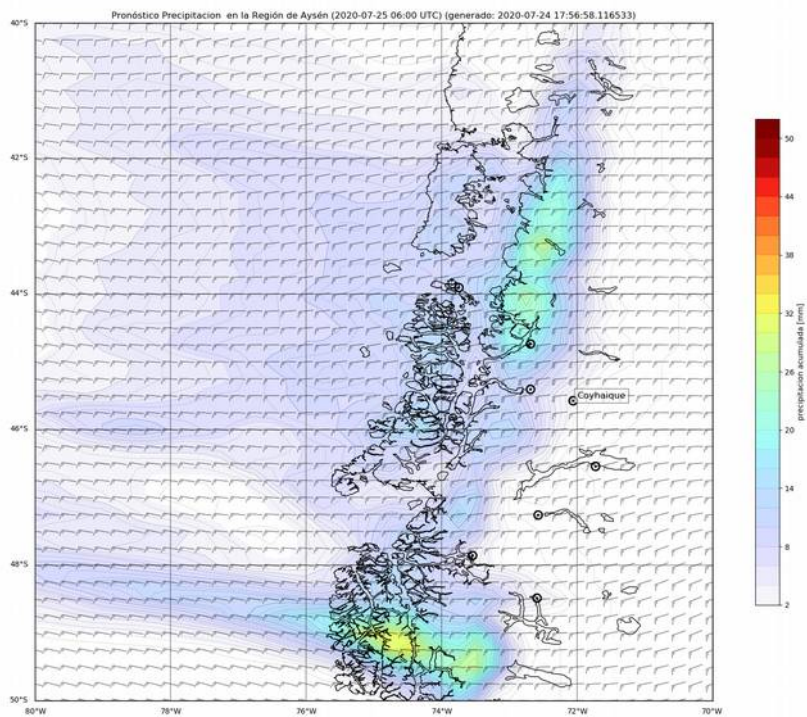 Pronóstico Precipitacion en la Región de Aysén (2020-07-25 06:00 UTC) (generado: 2020-07-24 17:56:58.116533)
40°S
42°S
44°S
46°S
48°S
50°S
80°W
78°W
76°W
74°W
72°W
70°W
Coyhaique
50
44
38
32
26
20
14
8
2
precipitacion acumulada [mm]